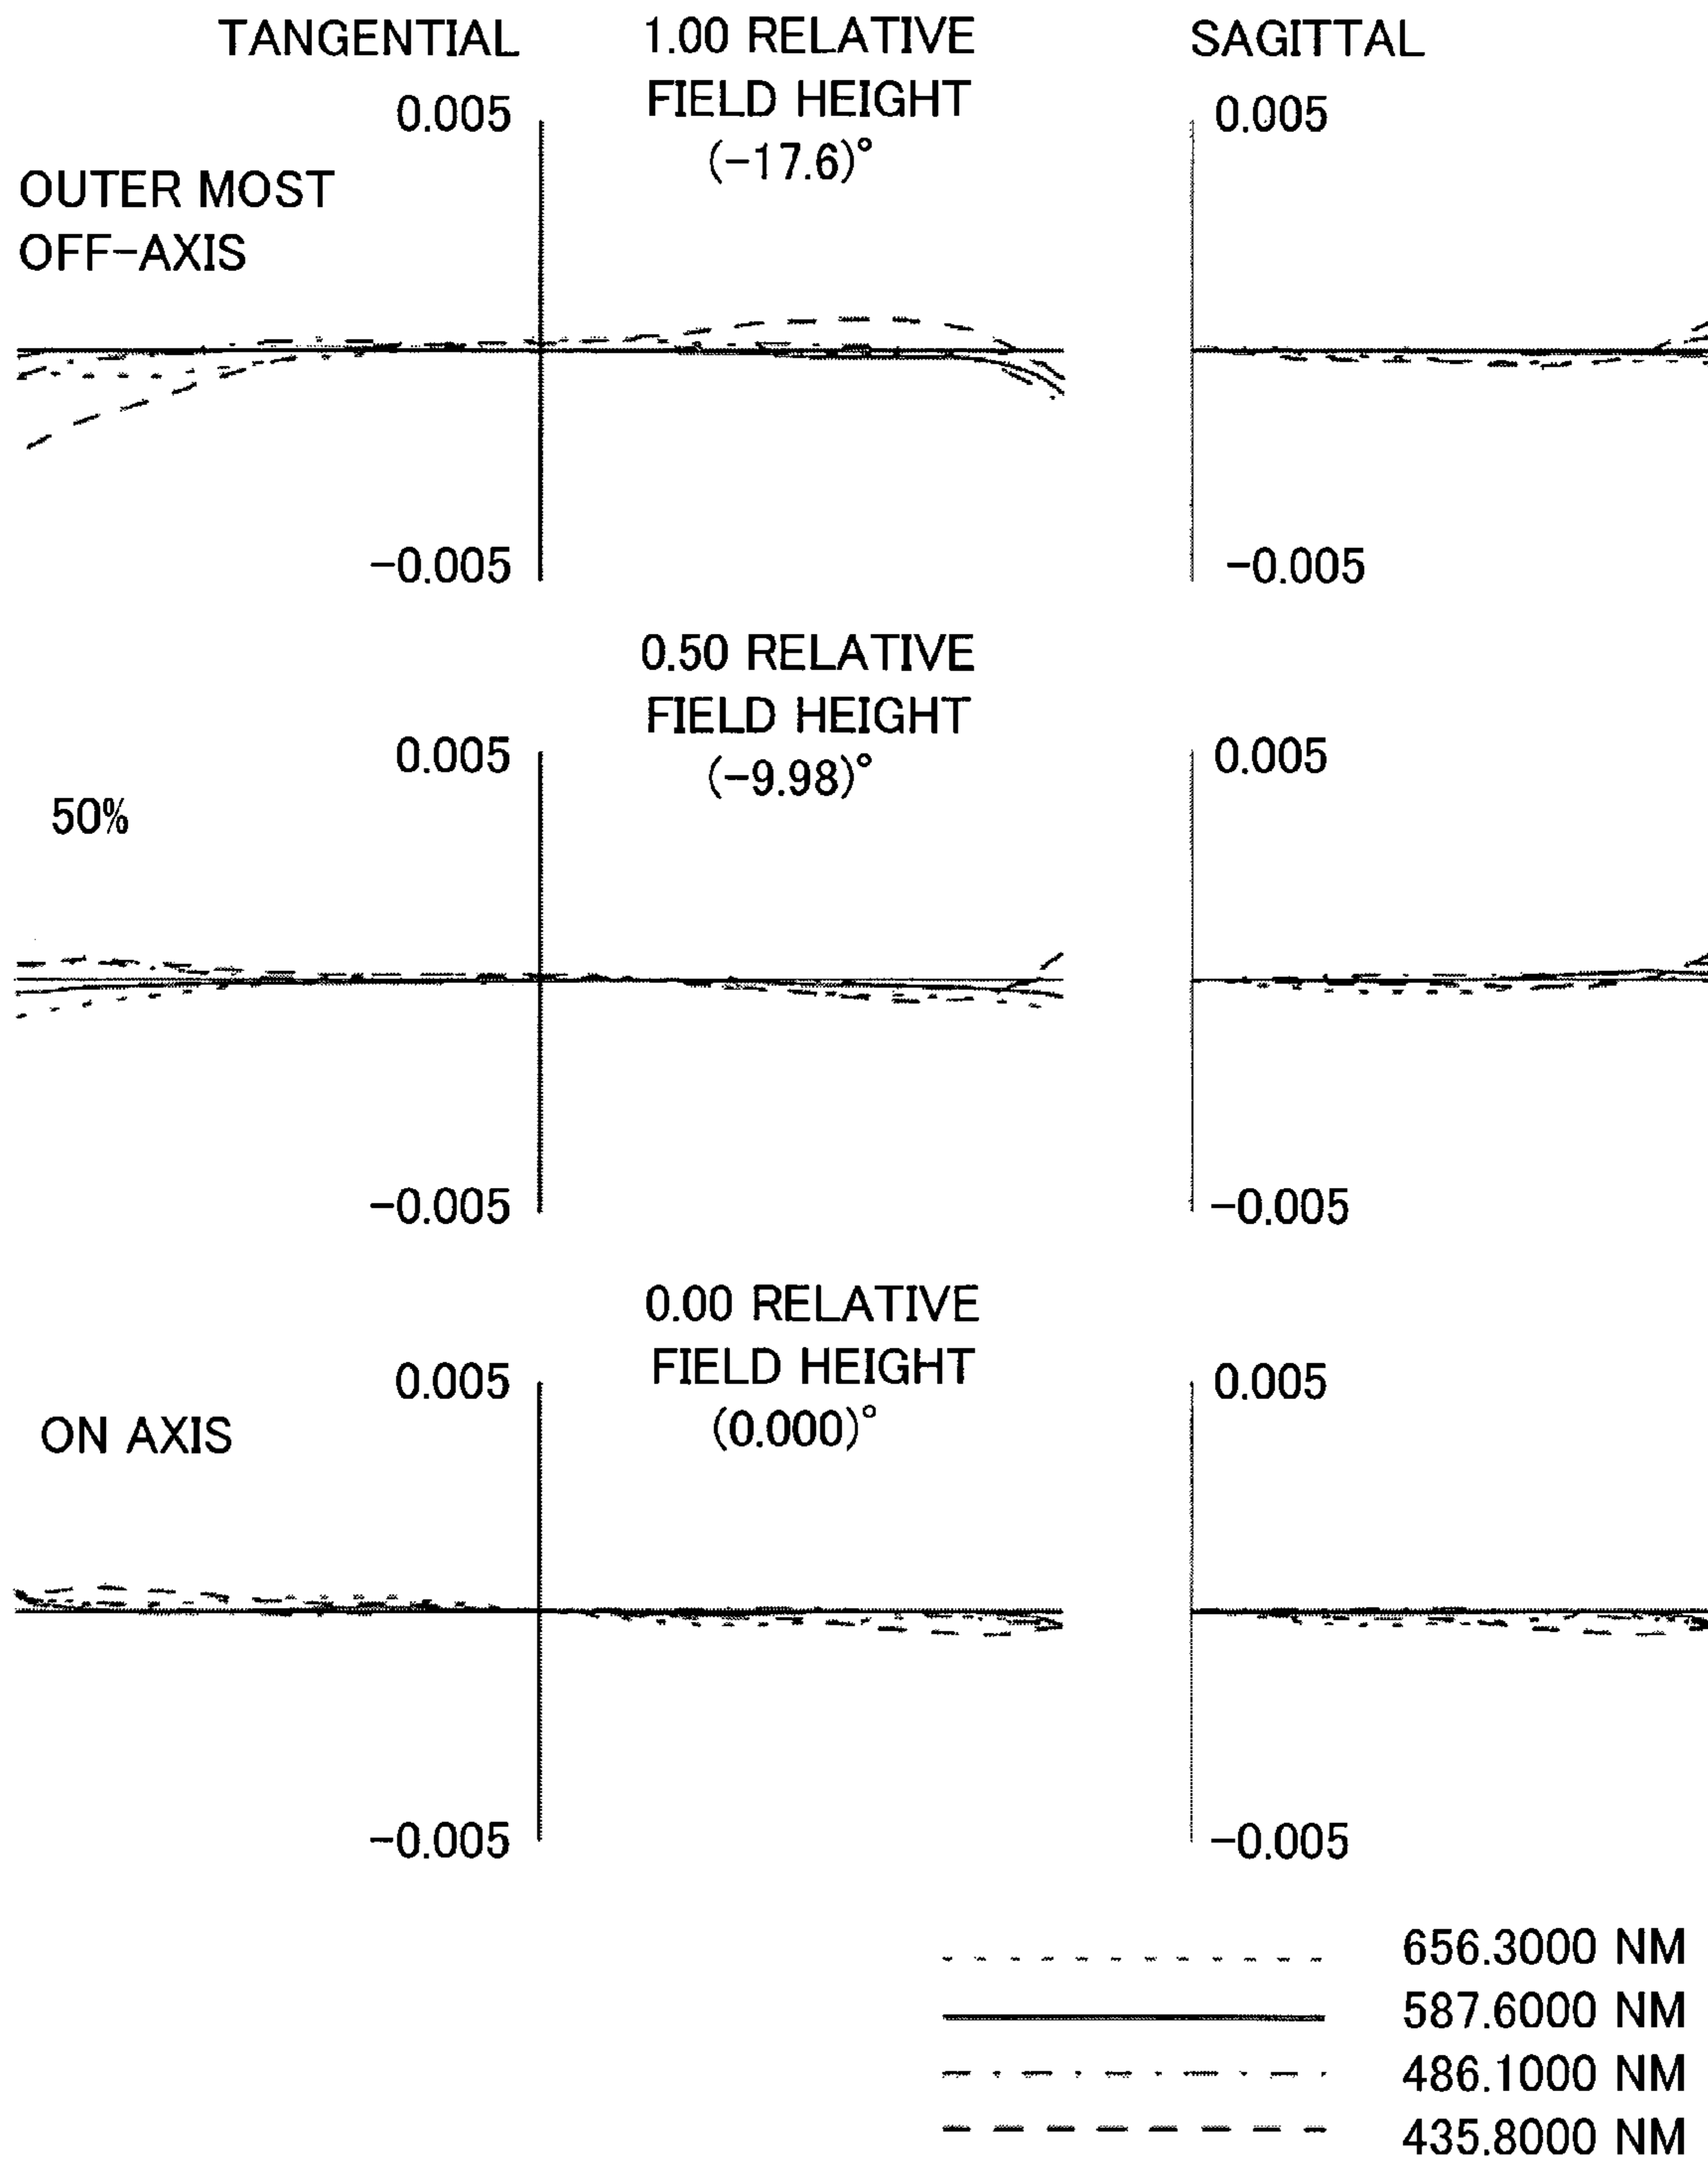 TANGENTIAL
1.00 RELATIVE
FIELD HEIGHT
(-17.6)°
SAGITTAL
0.005
0.005
OUTER MOST
OFF-AXIS
-0.005
-0.005
0.50 RELATIVE
FIELD HEIGHT
(-9.98)°
0.005
0.005
50%
-0.005
-0.005
0.00 RELATIVE
FIELD HEIGHT
(0.000)°
0.005
0.005
ON AXIS
-0.005
-0.005
656.3000 NM
587.6000 NM
486.1000 NM
435.8000 NM